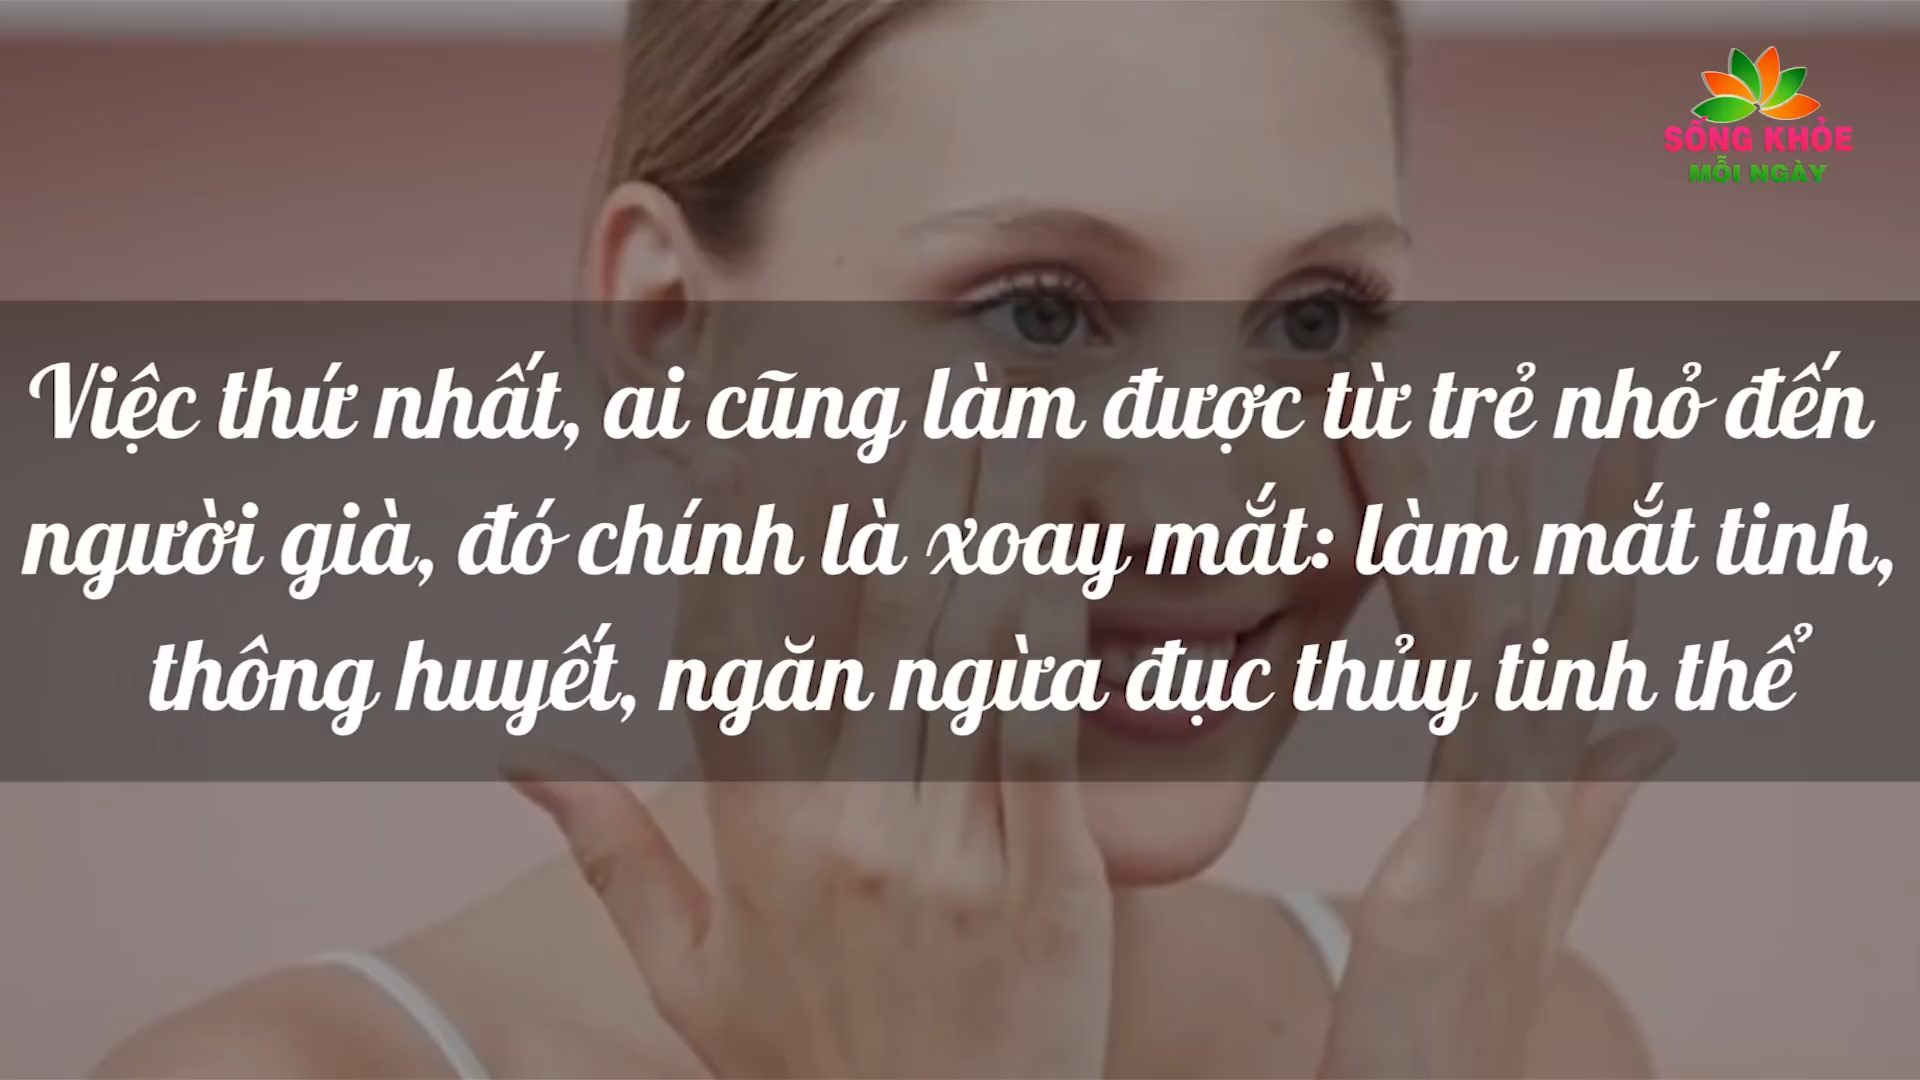 SỐNG KHỎE
MỖI NGÀY
Việc thứ nhất, ai cũng làm được từ trẻ nhỏ đến
người già, đó chính là xoay mắt: làm mắt tinh,
thông huyết, ngăn ngừa đục thủy tinh thể